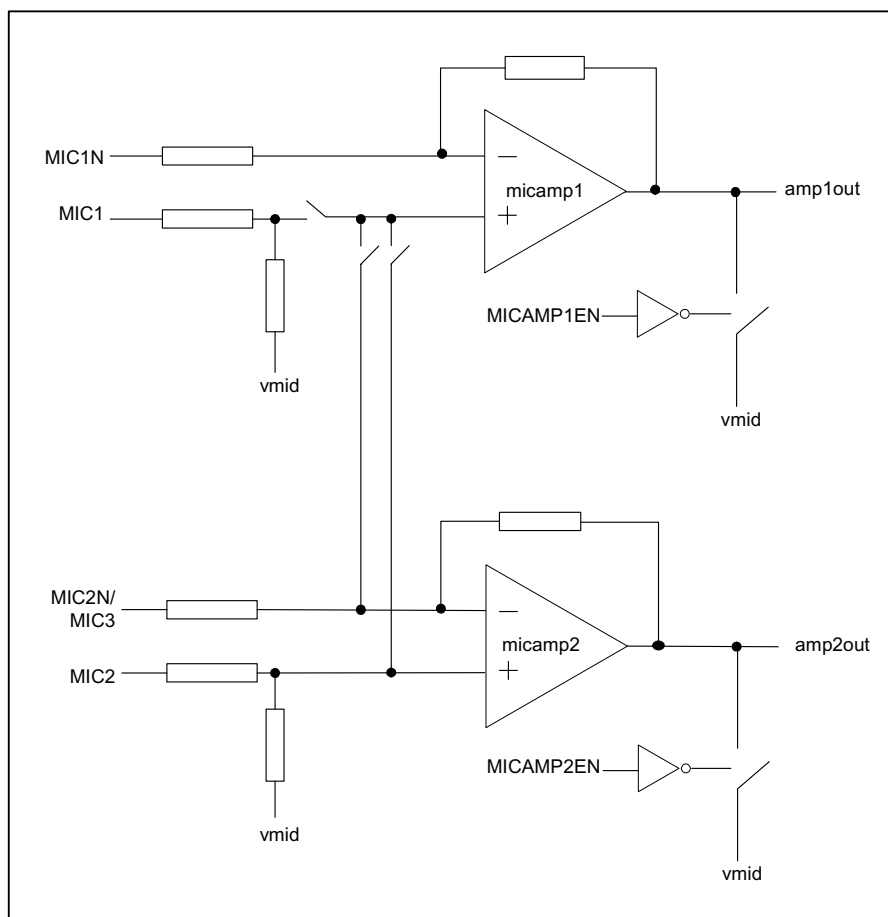 MIC1N
micamp1
amp1out
MIC1
MICAMP1EN
vmid
vmid
MIC2N/
MIC3
micamp2
amp2out
MIC2
MICAMP2EN
vmid
vmid